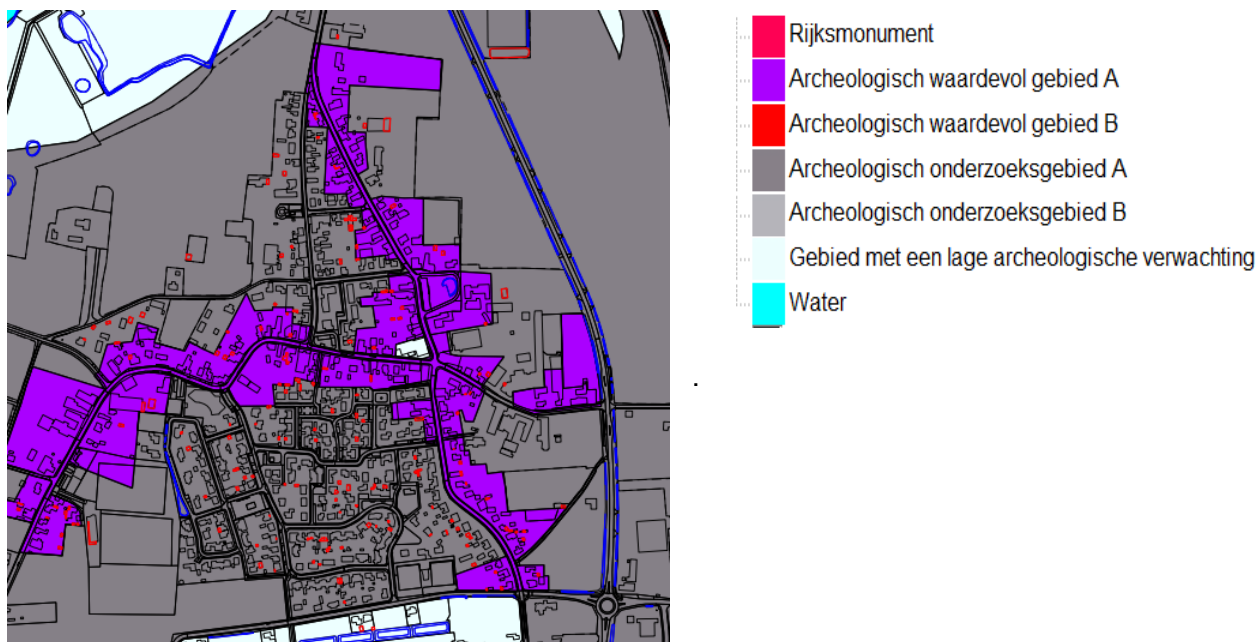 Rijksmonument
Archeologisch waardevol gebied A
Archeologisch waardevol gebied B
Archeologisch onderzoeksgebied A
Archeologisch onderzoeksgebied B
Gebied met een lage archeologische verwachting
Water
.